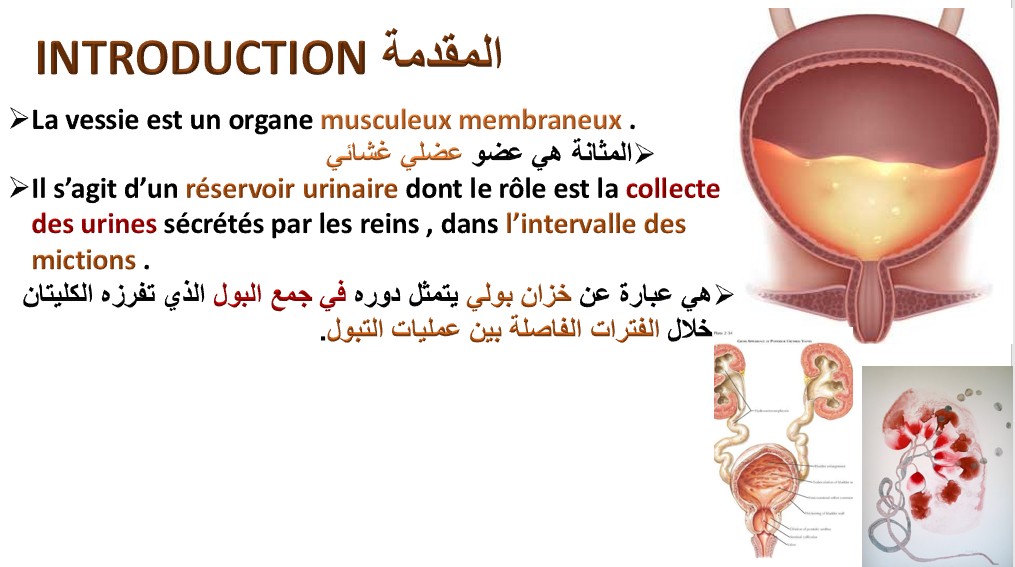 INTRODUCTION المقدمة
➢La vessie est un organe musculeux membraneux .
➢المثانة هي عضو عضلي غشائي
➢Il s’agit d’un réservoir urinaire dont le rôle est la collecte
des urines sécrétés par les reins , dans l’intervalle des
mictions .
➢هي عبارة عن خزان بولي يتمثل دوره في جمع البول الذي تفرزه الكليتان
خلال الفترات الفاصلة بين عمليات التبول.